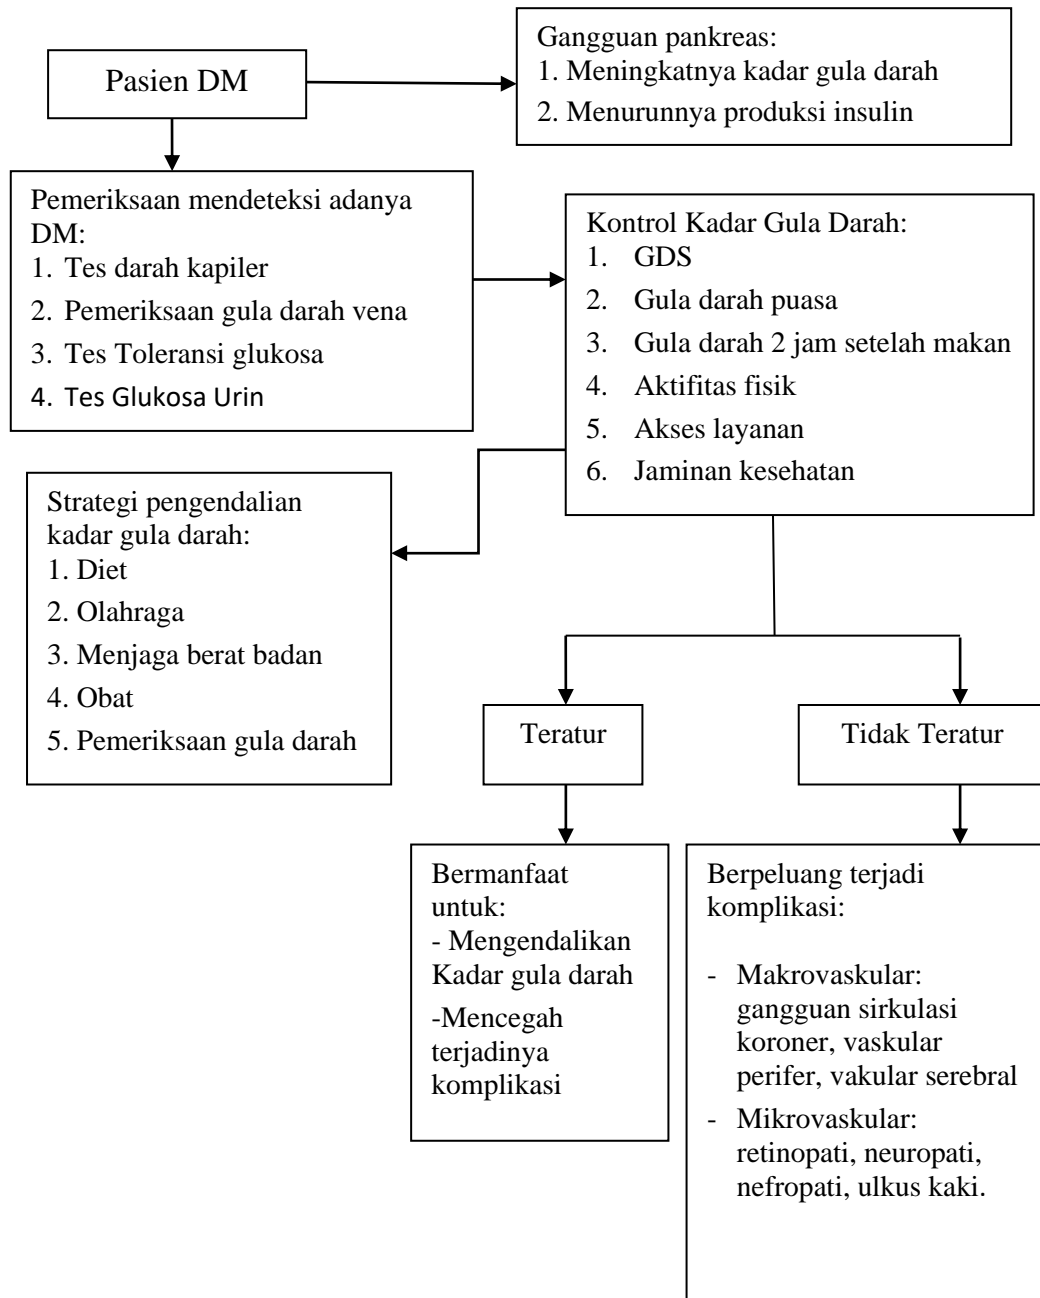 Pasien DM
Gangguan pankreas:
1. Meningkatnya kadar gula darah
2. Menurunnya produksi insulin
Pemeriksaan mendeteksi adanya
DM:
1. Tes darah kapiler
2. Pemeriksaan gula darah vena
3. Tes Toleransi glukosa
4. Tes Glukosa Urin
Kontrol Kadar Gula Darah:
1. GDS
2. Gula darah puasa
3. Gula darah 2 jam setelah makan
4. Aktifitas fisik
5. Akses layanan
6. Jaminan kesehatan
Strategi pengendalian
kadar gula darah:
1. Diet
2. Olahraga
3. Menjaga berat badan
4. Obat
5. Pemeriksaan gula darah
Teratur
Tidak Teratur
Bermanfaat
untuk:
- Mengendalikan
Kadar gula darah
-Mencegah
terjadinya
komplikasi
Berpeluang terjadi
komplikasi:
- Makrovaskular:
gangguan sirkulasi
koroner, vaskular
perifer, vakular serebral
- Mikrovaskular:
retinopati, neuropati,
nefropati, ulkus kaki.